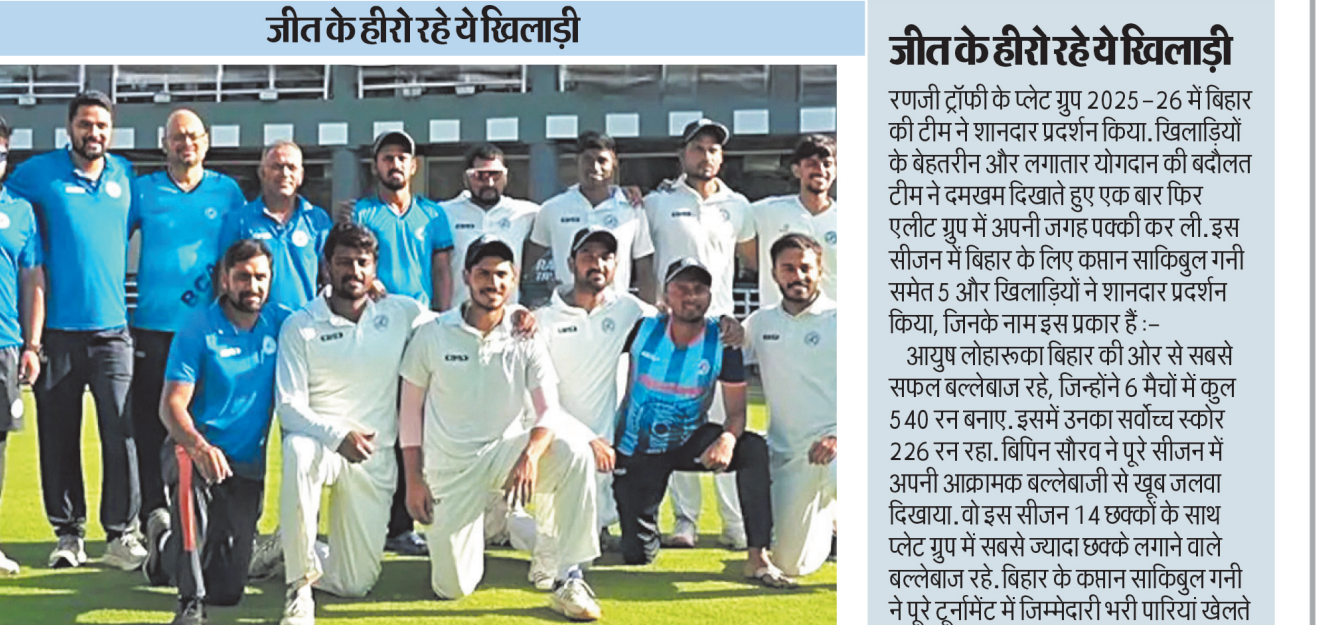 जीत के हीरो रहे ये खिलाड़ी
जीत के हीरो रहे ये खिलाड़ी
रणजी ट्रॉफी के प्लेट ग्रुप 2025-26 में बिहार
की टीम ने शानदार प्रदर्शन किया. खिलाड़ियों
के बेहतरीन और लगातार योगदान की बदौलत
टीम ने दमखम दिखाते हुए एक बार फिर
एलीट ग्रुप में अपनी जगह पक्की कर ली. इस
सीजन में बिहार के लिए कप्तान साकिबुल गनी
समेत 5 और खिलाड़ियों ने शानदार प्रदर्शन
किया, जिनके नाम इस प्रकार हैं :-
आयुष लोहारूका बिहार की ओर से सबसे
सफल बल्लेबाज रहे, जिन्होंने 6 मैचों में कुल
540 रन बनाए. इसमें उनका सर्वोच्च स्कोर
226 रन रहा. बिपिन सौरव ने पूरे सीजन में
अपनी आक्रामक बल्लेबाजी से खूब जलवा
दिखाया. वो इस सीजन 14 छक्कों के साथ
प्लेट ग्रुप में सबसे ज्यादा छक्के लगाने वाले
बल्लेबाज रहे. बिहार के कप्तान साकिबुल गनी
ने पूरे टूर्नामेंट में जिम्मेदारी भरी पारियां खेलते